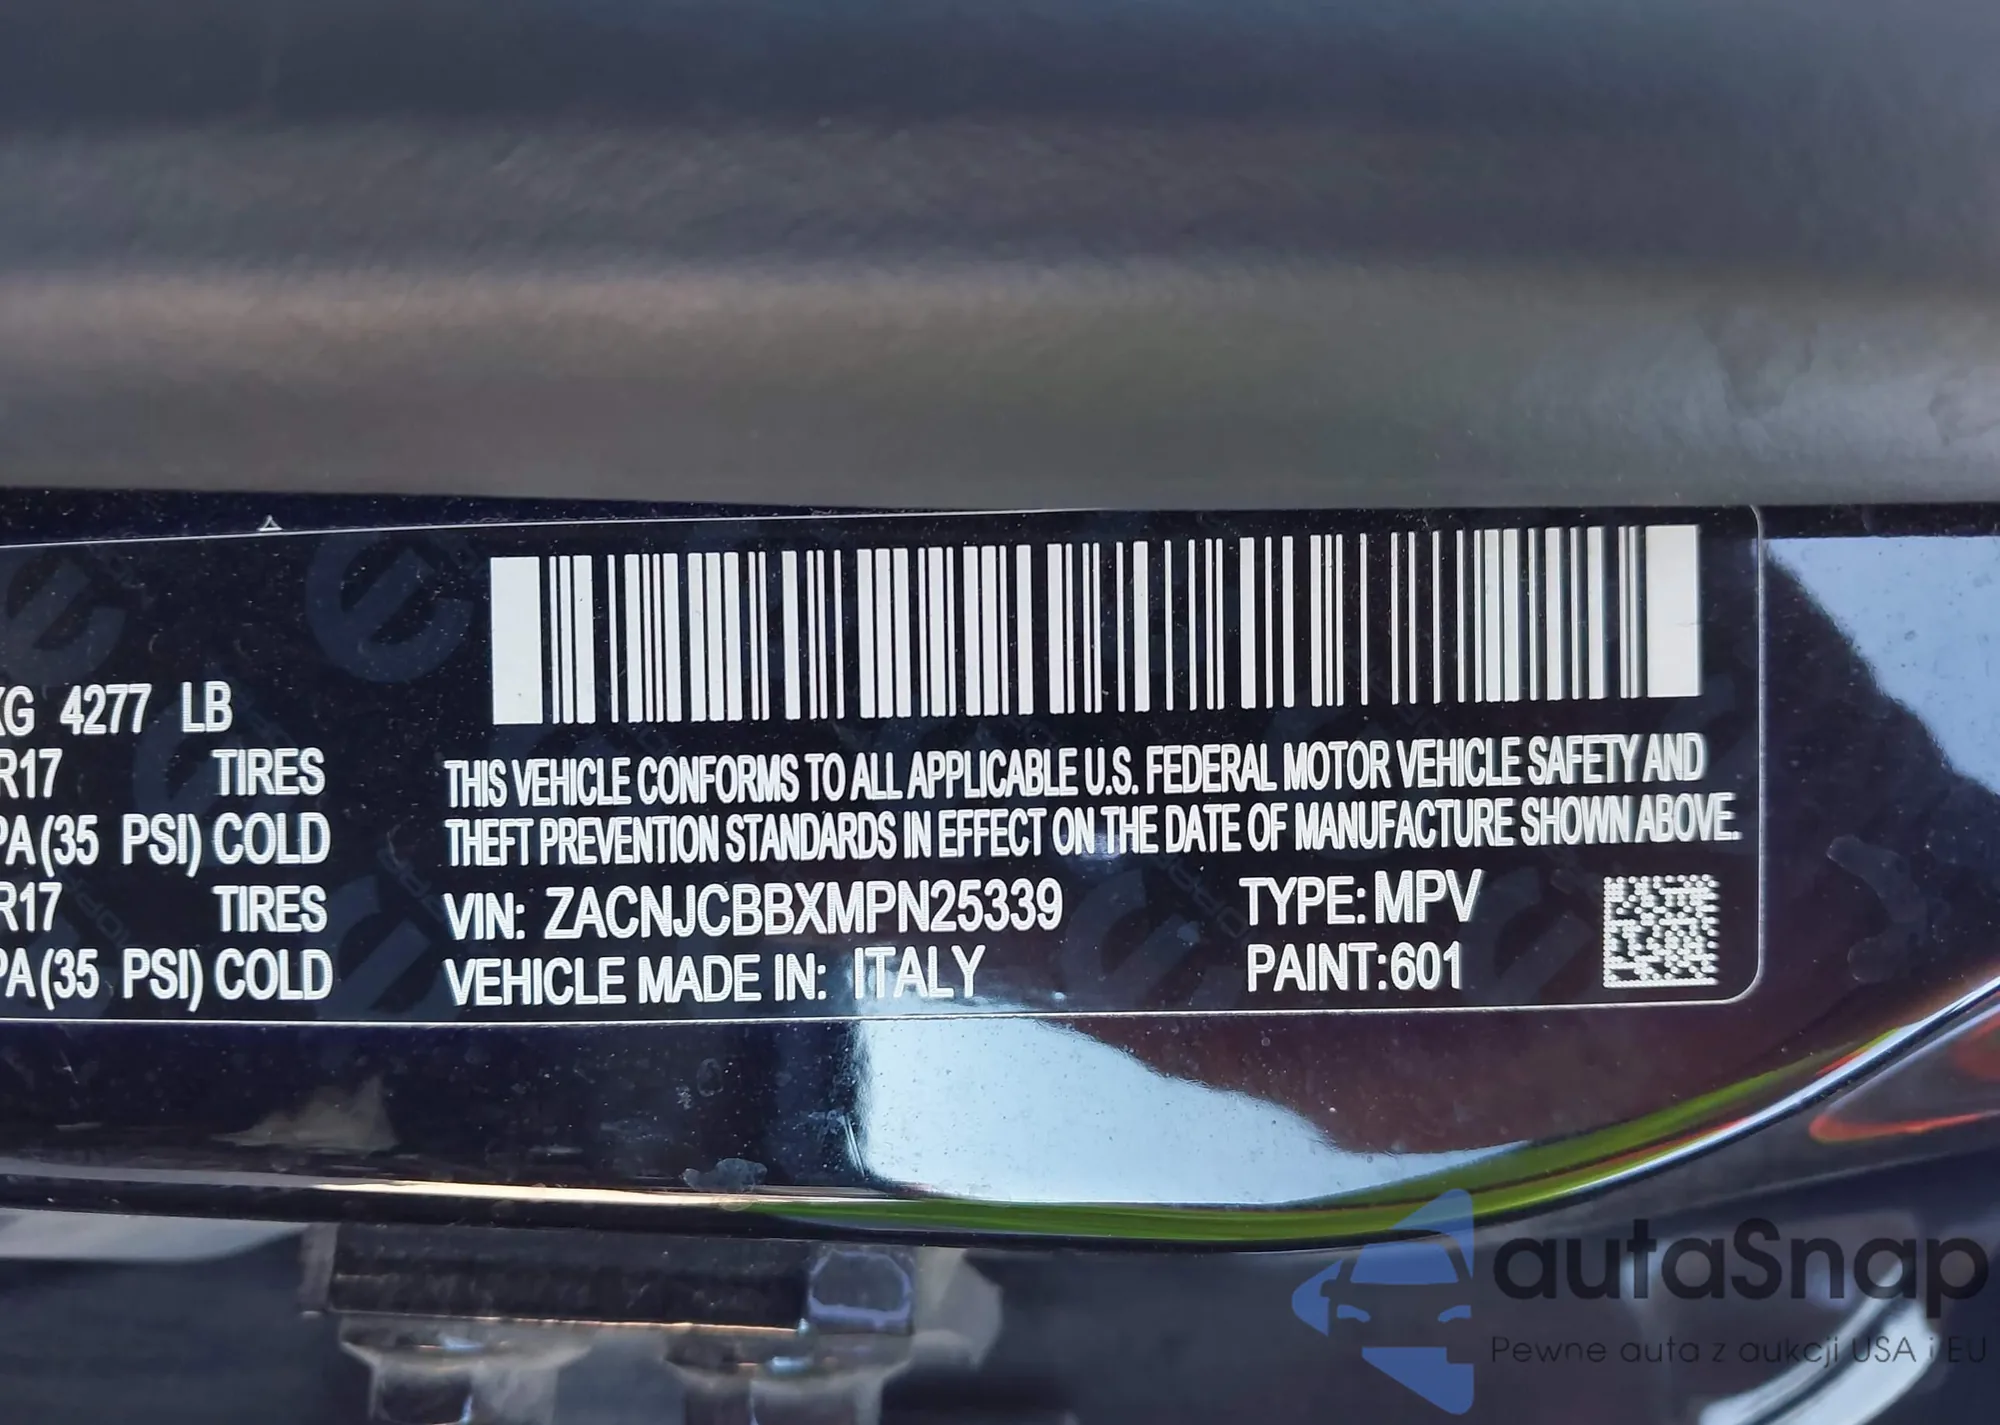 KG 4277 LB
R17 TIRES
PA (35 PSI) COLD
R17 TIRES
PA (35 PSI) COLD
THIS VEHICLE CONFORMS TO ALL APPLICABLE U.S. FEDERAL MOTOR VEHICLE SAFETY AND
THEFT PREVENTION STANDARDS IN EFFECT ON THE DATE OF MANUFACTURE SHOWN ABOVE.
VIN: ZACNJCBBXMPN25339 TYPE: MPV
VEHICLE MADE IN: ITALY PAINT:601
autaSnap
Pewne auta z aukcji USA i EU